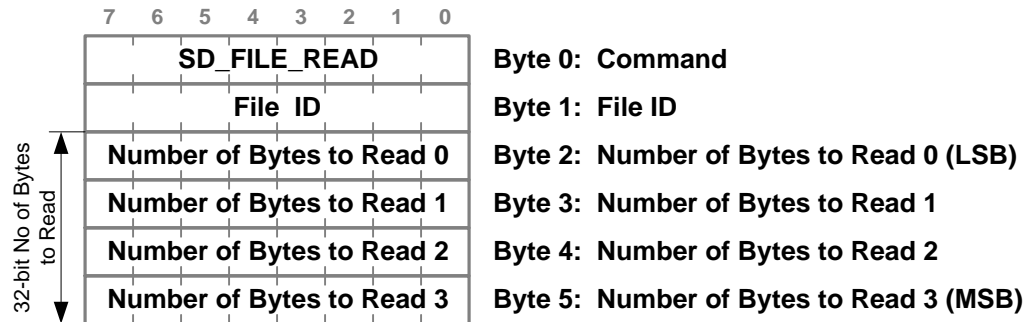 7 6 5 4 3 2 1 0
SD_FILE_READ Byte 0: Command
File ID Byte 1: File ID
32-bit No of Bytes
to Read
Number of Bytes to Read 0 Byte 2: Number of Bytes to Read 0 (LSB)
Number of Bytes to Read 1 Byte 3: Number of Bytes to Read 1
Number of Bytes to Read 2 Byte 4: Number of Bytes to Read 2
Number of Bytes to Read 3 Byte 5: Number of Bytes to Read 3 (MSB)